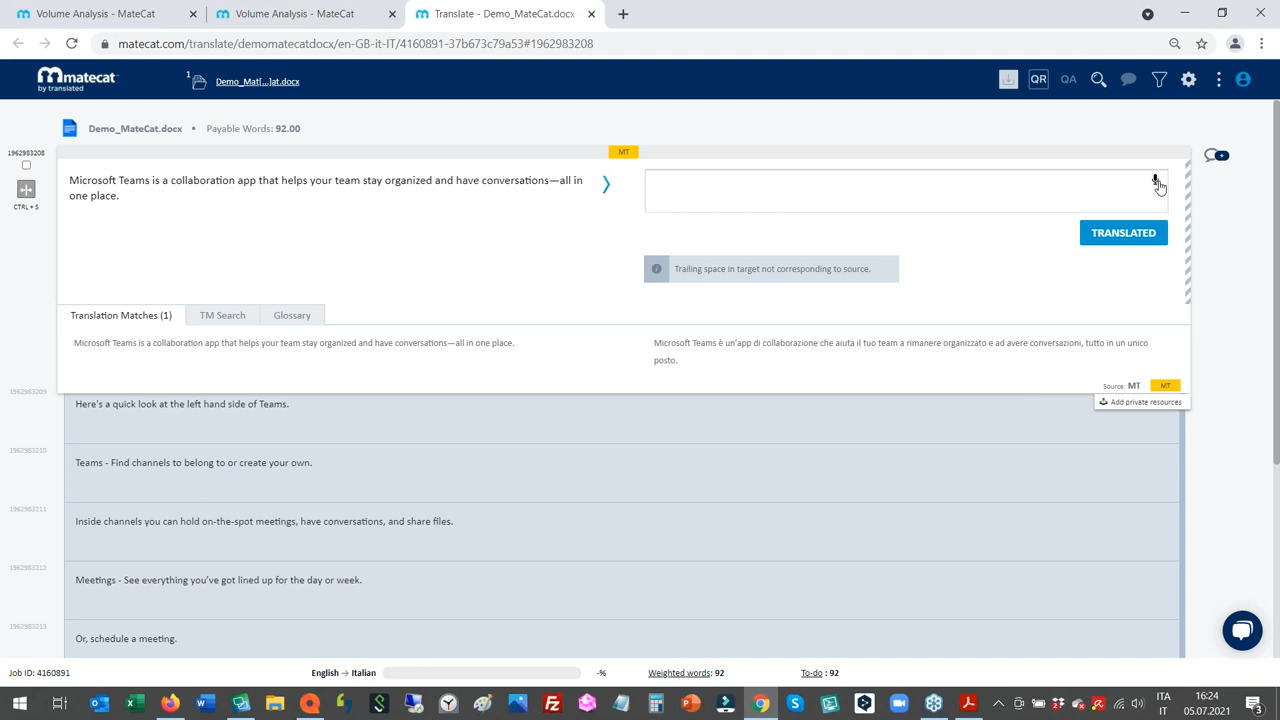 Volume Analysis - MateCat
Volume Analysis - MateCat
Translate - Demo_MateCat.docx -
matecat.com/translate/demomatecatdocx/en-GB-it-IT/4160891-37b673c79a53#1962983208
matecat
by translated
1
Demo_Mat[...]at.docx
QR
QA
Demo_MateCat.docx • Payable Words: 92.00
1962983208
MT
Microsoft Teams is a collaboration app that helps your team stay organized and have conversations—all in
one place.
CTRL + S
TRANSLATED
Trailing space in target not corresponding to source.
Translation Matches (1)
TM Search
Glossary
Microsoft Teams is a collaboration app that helps your team stay organized and have conversations—all in one place.
Microsoft Teams è un'app di collaborazione che aiuta il tuo team a rimanere organizzato e ad avere conversazioni, tutto in un unico
posto.
Source: MT MT
Add private resources
1962983209
Here's a quick look at the left hand side of Teams.
1962983210
Teams - Find channels to belong to or create your own.
1962983211
Inside channels you can hold on-the-spot meetings, have conversations, and share files.
1962983212
Meetings - See everything you've got lined up for the day or week.
1962983213
Or, schedule a meeting.
Job ID: 4160891
English → Italian
-%
Weighted words: 92
To-do : 92
ITA
IT
16:24
05.07.2021
3